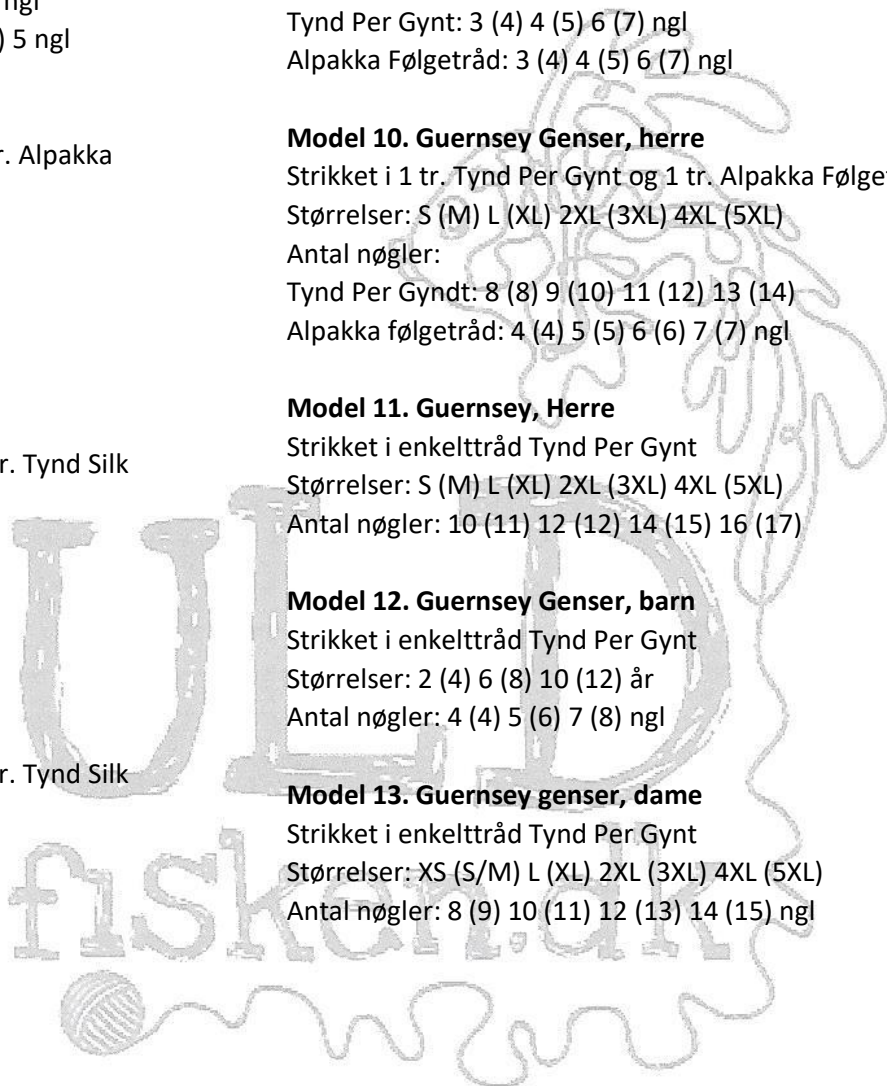 ngl
) 5 ngl
r. Alpakka
r. Tynd Silk
r. Tynd Silk
Tynd Per Gynt: 3 (4) 4 (5) 6 (7) ngl
Alpakka Følgetråd: 3 (4) 4 (5) 6 (7) ngl
Model 10. Guernsey Genser, herre
Strikket i 1 tr. Tynd Per Gynt og 1 tr. Alpakka Følget
Størrelser: S (M) L (XL) 2XL (3XL) 4XL (5XL)
Antal nøgler:
Tynd Per Gyndt: 8 (8) 9 (10) 11 (12) 13 (14)
Alpakka følgetråd: 4 (4) 5 (5) 6 (6) 7 (7) ngl
Model 11. Guernsey, Herre
Strikket i enkelttråd Tynd Per Gynt
Størrelser: S (M) L (XL) 2XL (3XL) 4XL (5XL)
Antal nøgler: 10 (11) 12 (12) 14 (15) 16 (17)
Model 12. Guernsey Genser, barn
Strikket i enkelttråd Tynd Per Gynt
Størrelser: 2 (4) 6 (8) 10 (12) år
Antal nøgler: 4 (4) 5 (6) 7 (8) ngl
Model 13. Guernsey genser, dame
Strikket i enkelttråd Tynd Per Gynt
Størrelser: XS (S/M) L (XL) 2XL (3XL) 4XL (5XL)
Antal nøgler: 8 (9) 10 (11) 12 (13) 14 (15) ngl
ULD
fisken.dk